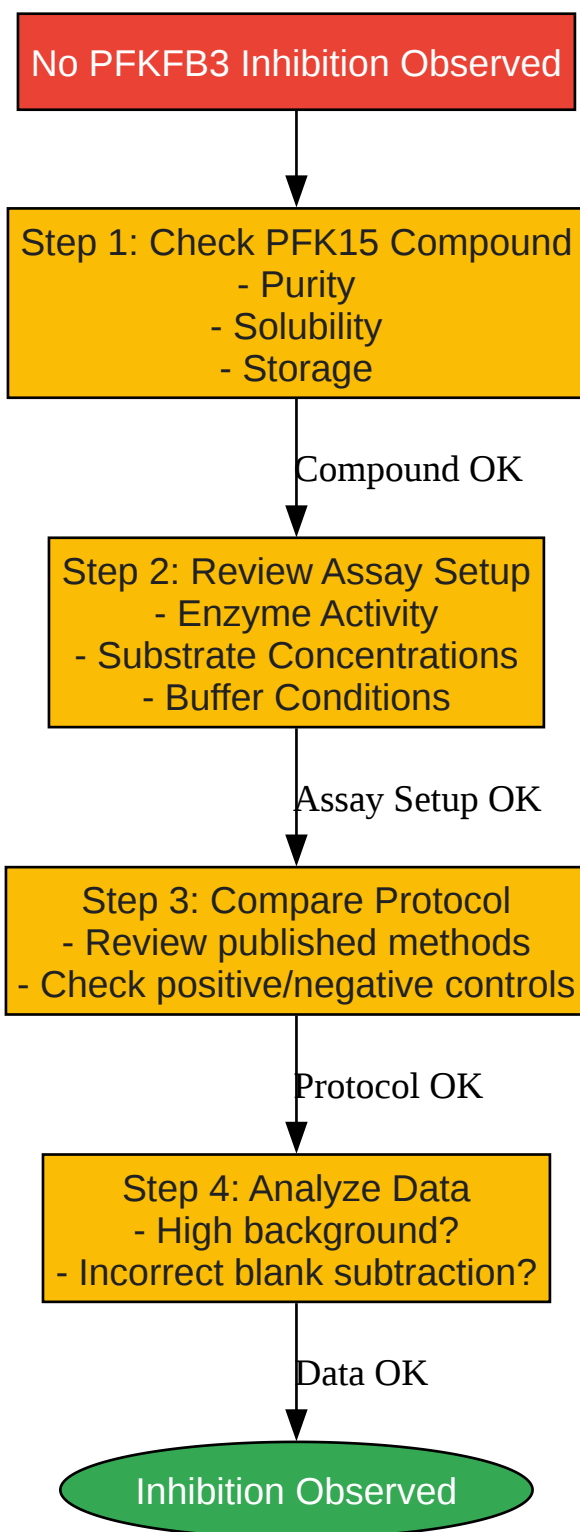 No PFKFB3 Inhibition Observed
Step 1: Check PFK15 Compound
- Purity
- Solubility
- Storage
Compound OK
Step 2: Review Assay Setup
- Enzyme Activity
- Substrate Concentrations
- Buffer Conditions
Assay Setup OK
Step 3: Compare Protocol
- Review published methods
- Check positive/negative controls
Protocol OK
Step 4: Analyze Data
- High background?
- Incorrect blank subtraction?
Data OK
Inhibition Observed